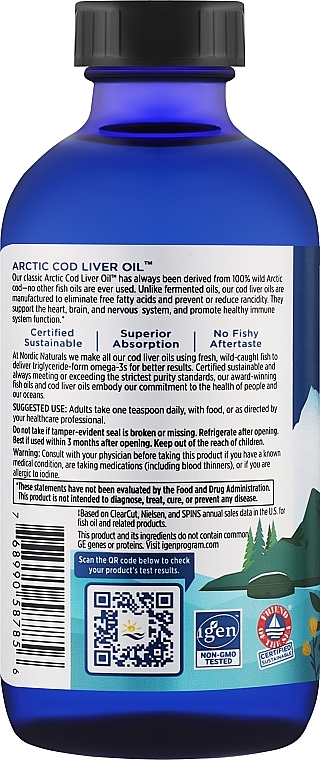 ARCTIC COD LIVER OIL™
Our classic Arctic Cod Liver Oil™ has always been derived from 100% wild Arctic
cod—no other fish oils are ever used. Unlike fermented oils, our cod liver oils are
manufactured to eliminate free fatty acids and prevent or reduce rancidity. They
support the heart, brain, and nervous system, and promote healthy immune
system function.*
Certified Sustainable
Superior Absorption
No Fishy Aftertaste
At Nordic Naturals we make all our cod liver oils using fresh, wild-caught fish to
deliver triglyceride-form omega-3s for better results. Certified sustainable and
always meeting or exceeding the strictest purity standards, our award-winning
fish oils and cod liver oils embody our commitment to the health of people and
our oceans.
SUGGESTED USE: Adults take one teaspoon daily, with food, or as directed by
your healthcare professional.
Do not take if tamper-evident seal is broken or missing. Refrigerate after opening.
Best if used within 3 months after opening. Keep out of the reach of children.
Warning: Consult with your physician before taking this product if you have a known
medical condition, are taking medications (including blood thinners), or if you are
allergic to iodine.
*These statements have not been evaluated by the Food and Drug Administration.
This product is not intended to diagnose, treat, cure, or prevent any disease.
‡Based on ClearCut, Nielsen, and SPINS annual sales data in the U.S. for
fish oil and related products.
This product and its ingredients do not contain common
GE genes or proteins. Visit igenprogram.com.
Scan the QR code below to check
your product's test results.
igen
NON-GMO
TESTED
FRIEND
OF THE SEA
CERTIFIED
SUSTAINABLE
7 68990 58785 6